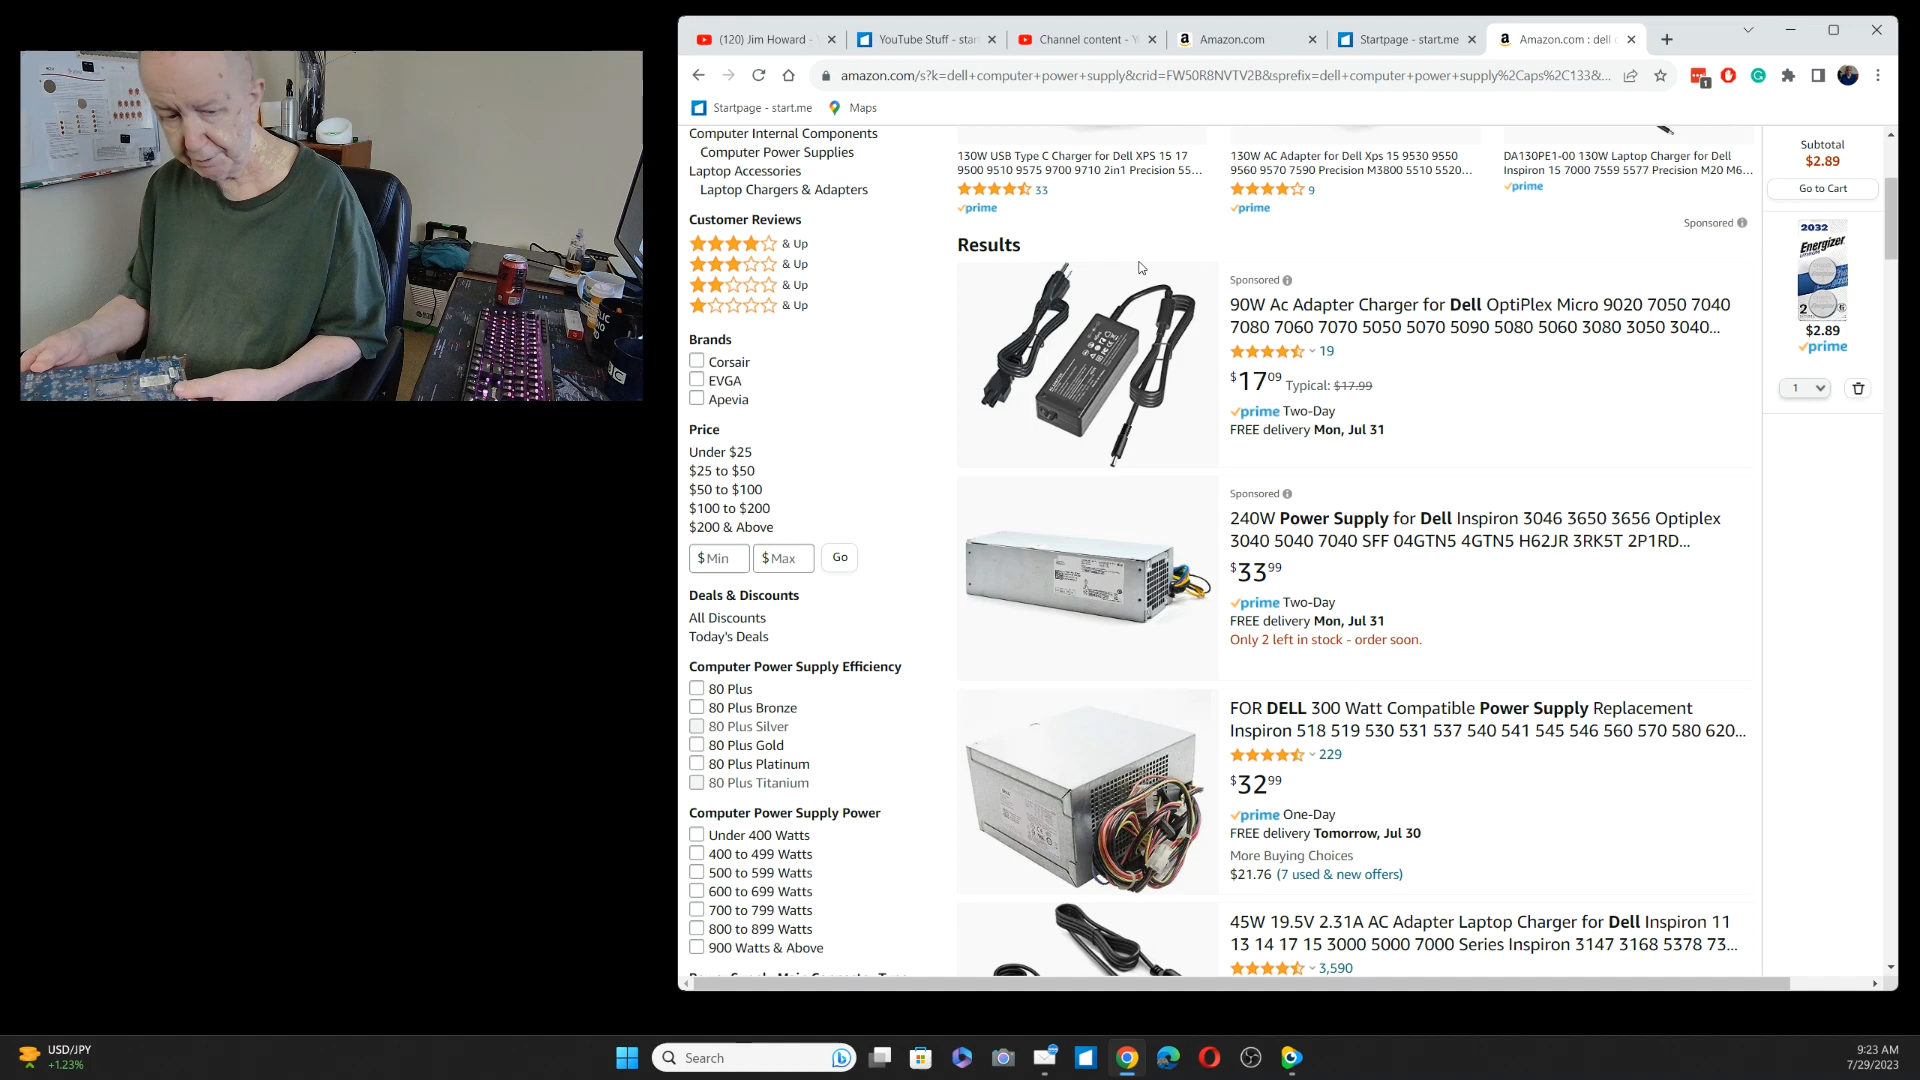 (120) Jim Howard -
YouTube Stuff - star
Channel content - Y
Amazon.com
Startpage - start.me
Amazon.com : dell c
amazon.com/s?k=dell+computer+power+supply&crid=FW50R8NVTV2B&sprefix=dell+computer+power+supply%2Caps%2C133&...
1
Startpage - start.me
Maps
Computer Internal Components
Computer Power Supplies
Laptop Accessories
Laptop Chargers & Adapters
Customer Reviews
& Up
& Up
& Up
& Up
Brands
Corsair
EVGA
Apevia
Price
Under $25
$25 to $50
$50 to $100
$100 to $200
$200 & Above
$ Min
$ Max
Go
Deals & Discounts
All Discounts
Today's Deals
Computer Power Supply Efficiency
80 Plus
80 Plus Bronze
80 Plus Silver
80 Plus Gold
80 Plus Platinum
80 Plus Titanium
Computer Power Supply Power
Under 400 Watts
400 to 499 Watts
500 to 599 Watts
600 to 699 Watts
700 to 799 Watts
800 to 899 Watts
900 Watts & Above
130W USB Type C Charger for Dell XPS 15 17
9500 9510 9575 9700 9710 2in1 Precision 55...
33
prime
130W AC Adapter for Dell Xps 15 9530 9550
9560 9570 7590 Precision M3800 5510 5520...
9
prime
DA130PE1-00 130W Laptop Charger for Dell
Inspiron 15 7000 7559 5577 Precision M20 M6...
prime
Sponsored
Results
Sponsored
90W Ac Adapter Charger for Dell OptiPlex Micro 9020 7050 7040
7080 7060 7070 5050 5070 5090 5080 5060 3080 3050 3040...
19
$17 09 Typical: $17.99
prime Two-Day
FREE delivery Mon, Jul 31
Sponsored
240W Power Supply for Dell Inspiron 3046 3650 3656 Optiplex
3040 5040 7040 SFF 04GTN5 4GTN5 H62JR 3RK5T 2P1RD...
$33 99
prime Two-Day
FREE delivery Mon, Jul 31
Only 2 left in stock - order soon.
FOR DELL 300 Watt Compatible Power Supply Replacement
Inspiron 518 519 530 531 537 540 541 545 546 560 570 580 620...
229
$32 99
prime One-Day
FREE delivery Tomorrow, Jul 30
More Buying Choices
$21.76 (7 used & new offers)
45W 19.5V 2.31A AC Adapter Laptop Charger for Dell Inspiron 11
13 14 17 15 3000 5000 7000 Series Inspiron 3147 3168 5378 73...
3,590
Subtotal
$2.89
Go to Cart
2032
Energizer
2
$2.89
prime
1
USD/JPY
+1.23%
Search
9:23 AM
7/29/2023